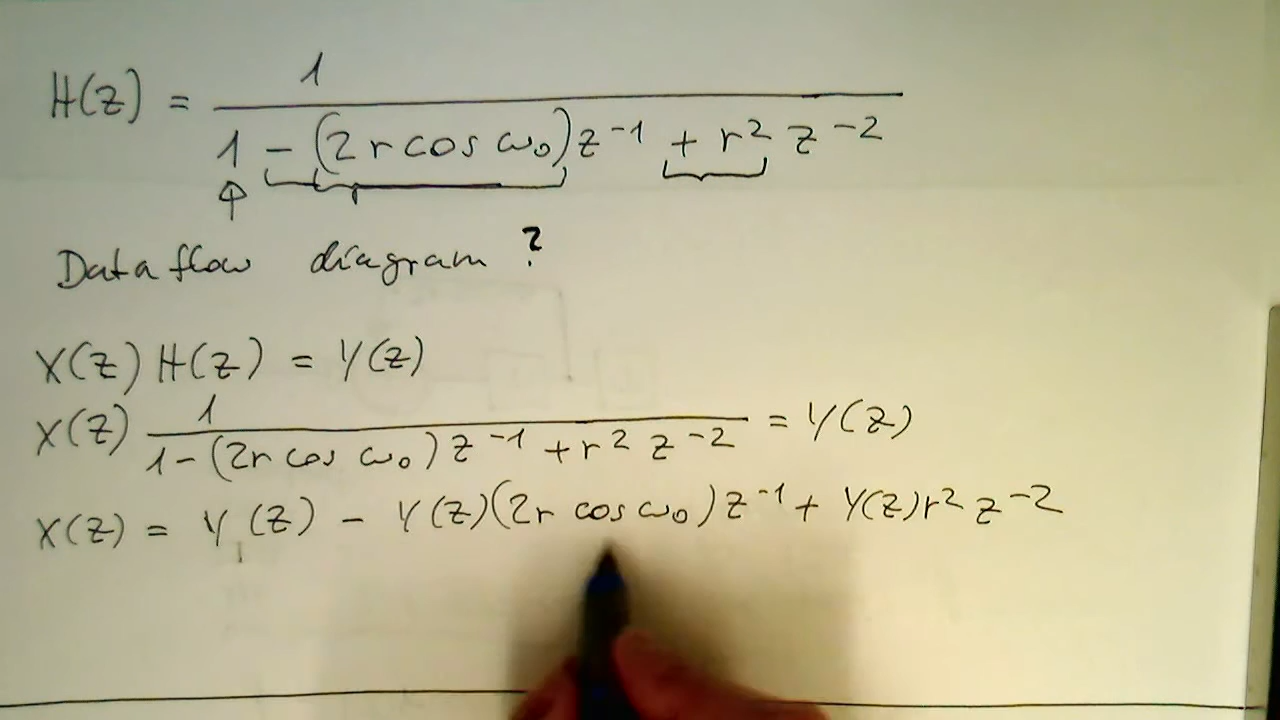 H(z) = 1 / (1 - (2r cos ω₀)z⁻¹ + r² z⁻²)
Dataflow diagram ?
X(z) H(z) = Y(z)
X(z) 1 / (1 - (2r cos ω₀) z⁻¹ + r² z⁻²) = Y(z)
X(z) = Y(z) - Y(z)(2r cos ω₀) z⁻¹ + Y(z) r² z⁻²